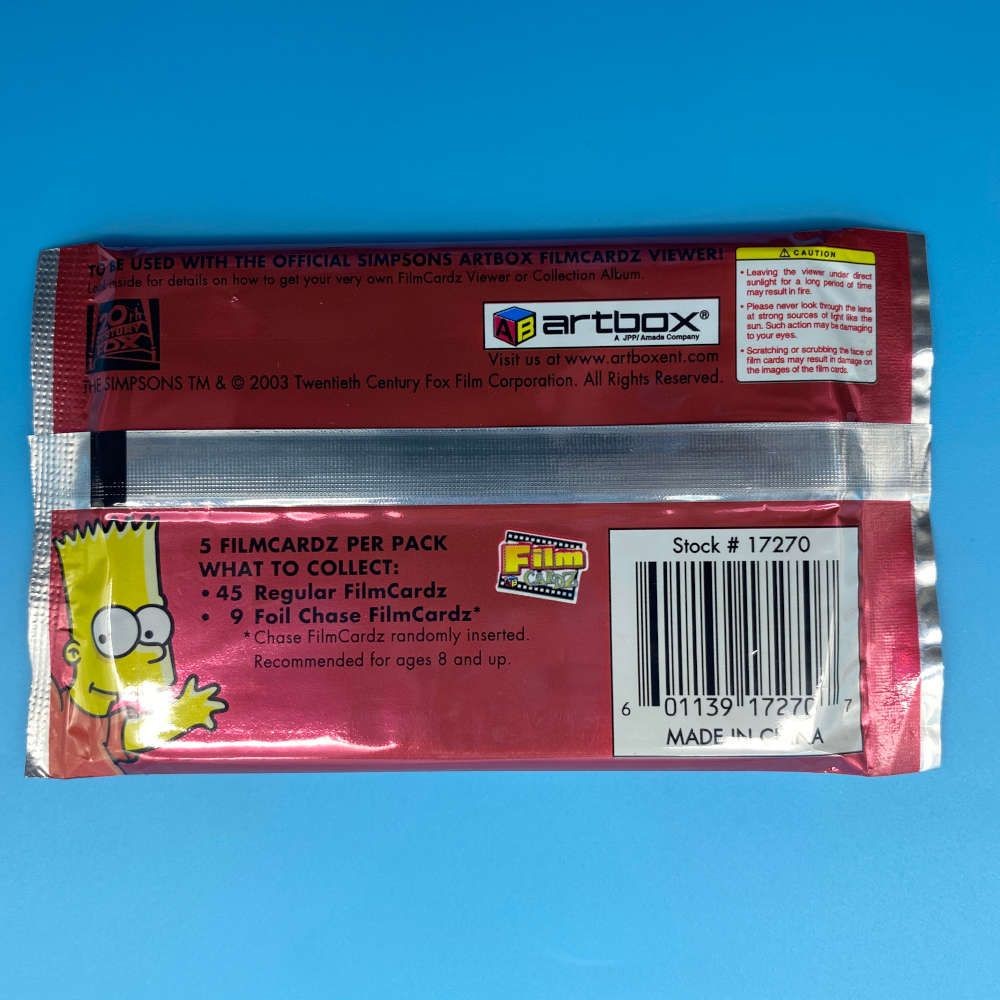 TO BE USED WITH THE OFFICIAL SIMPSONS ARTBOX FILMCARDZ VIEWER!
inside for details on how to get your very own FilmCardz Viewer or Collection Album.
20th
CENTURY
FOX
AB artbox®
A JPP/Amada Company
Visit us at www.artboxent.com
THE SIMPSONS TM & © 2003 Twentieth Century Fox Film Corporation. All Rights Reserved.
⚠ CAUTION
• Leaving the viewer under direct
sunlight for a long period of time
may result in fire.
• Please never look through the lens
at strong sources of light like the
sun. Such action may be damaging
to your eyes.
• Scratching or scrubbing the face of
film cards may result in damage on
the images of the film cards.
5 FILMCARDZ PER PACK
WHAT TO COLLECT:
• 45 Regular FilmCardz
• 9 Foil Chase FilmCardz*
*Chase FilmCardz randomly inserted.
Recommended for ages 8 and up.
Film
CARDZ
Stock # 17270
6 01139 17270 7
MADE IN CHINA